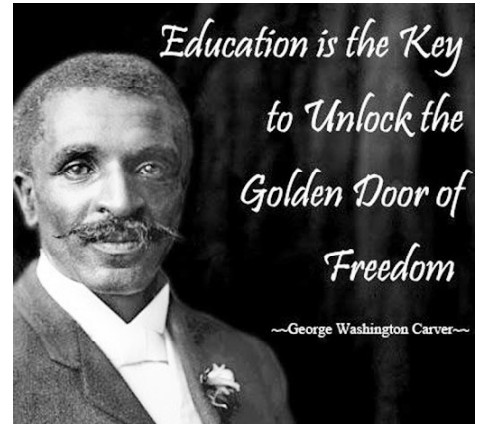 Education is the Key
to Unlock the
Golden Door of
Freedom
~~George Washington Carver~~